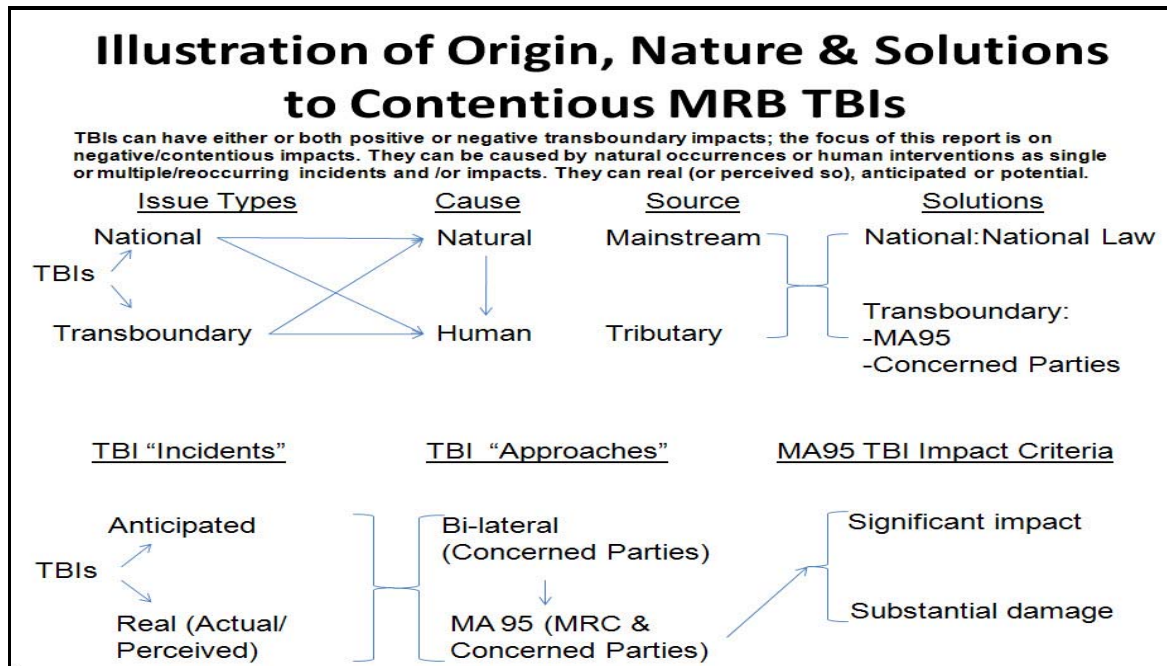 Illustration of Origin, Nature & Solutions
to Contentious MRB TBIs
TBIs can have either or both positive or negative transboundary impacts; the focus of this report is on
negative/contentious impacts. They can be caused by natural occurrences or human interventions as single
or multiple/reoccurring incidents and /or impacts. They can real (or perceived so), anticipated or potential.
Issue Types Cause Source Solutions
National Natural Mainstream National:National Law
TBIs
Transboundary Human Tributary Transboundary:
-MA95
-Concerned Parties
TBI “Incidents” TBI “Approaches” MA95 TBI Impact Criteria
Anticipated Bi-lateral Significant impact
(Concerned Parties)
TBIs
Real (Actual/ MA 95 (MRC & Substantial damage
Perceived) Concerned Parties)